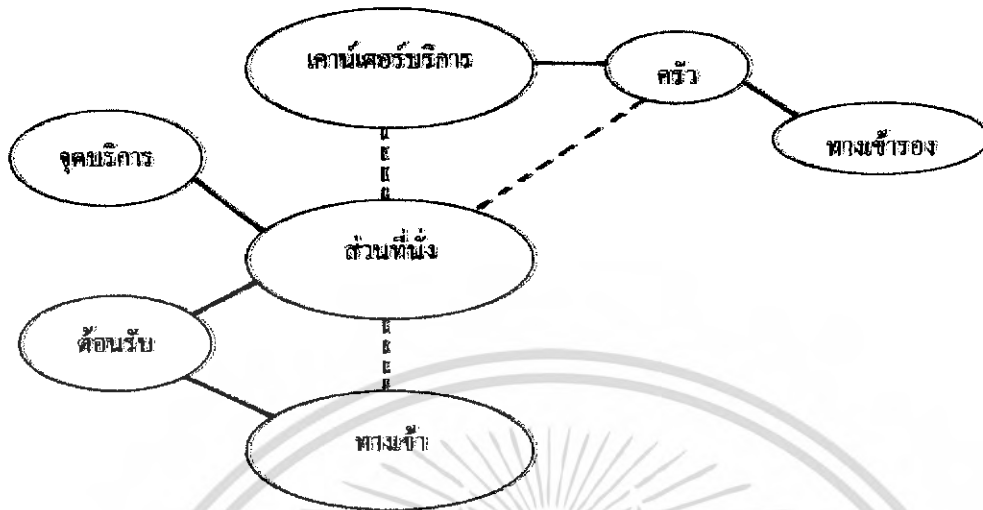 เคาน์เตอร์บริการ
ครัว
ทางเข้ารอง
จุดบริการ
ส่วนที่นั่ง
ต้อนรับ
ทางเข้า